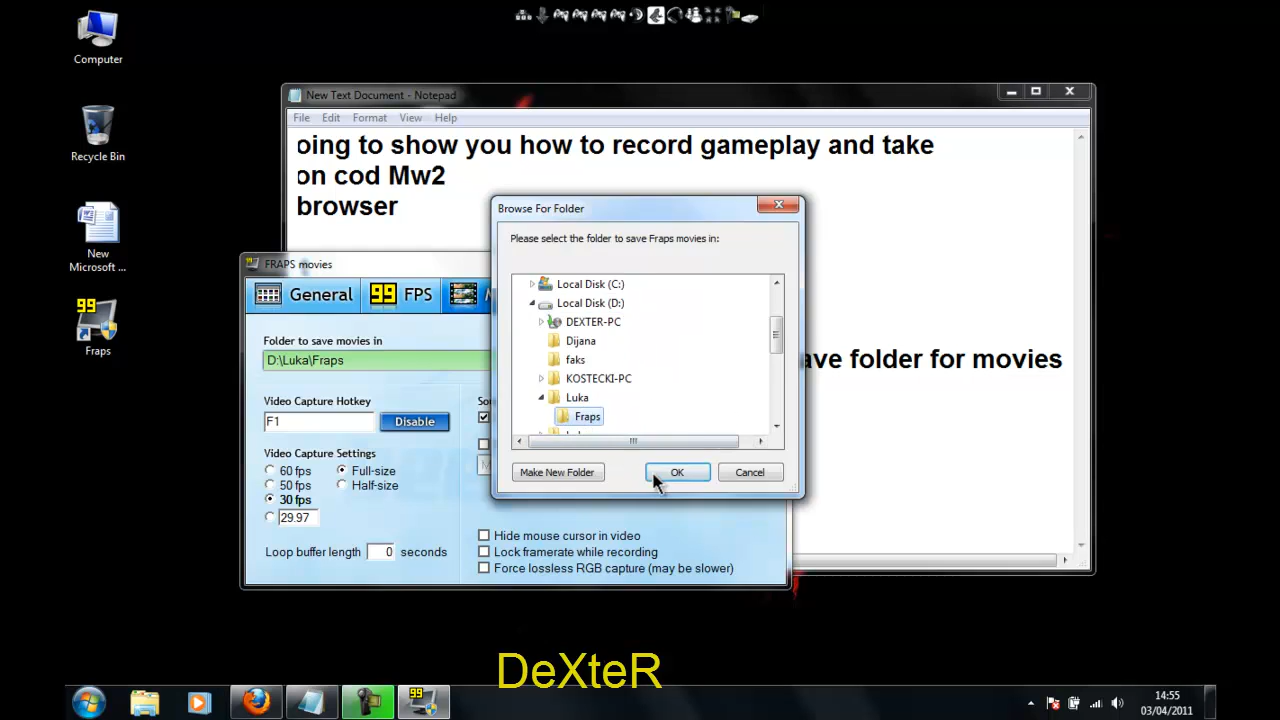 Computer
Recycle Bin
New
Microsoft ...
99
Fraps
New Text Document - Notepad
File Edit Format View Help
oing to show you how to record gameplay and take
on cod Mw2
browser
ave folder for movies
FRAPS movies
General
99 FPS
Folder to save movies in
D:\Luka\Fraps
Video Capture Hotkey
F1
Disable
Video Capture Settings
60 fps
50 fps
30 fps
29.97
Full-size
Half-size
Loop buffer length 0 seconds
Hide mouse cursor in video
Lock framerate while recording
Force lossless RGB capture (may be slower)
Browse For Folder
Please select the folder to save Fraps movies in:
Local Disk (C:)
Local Disk (D:)
DEXTER-PC
Dijana
faks
KOSTECKI-PC
Luka
Fraps
Make New Folder
OK
Cancel
DeXteR
99
14:55
03/04/2011